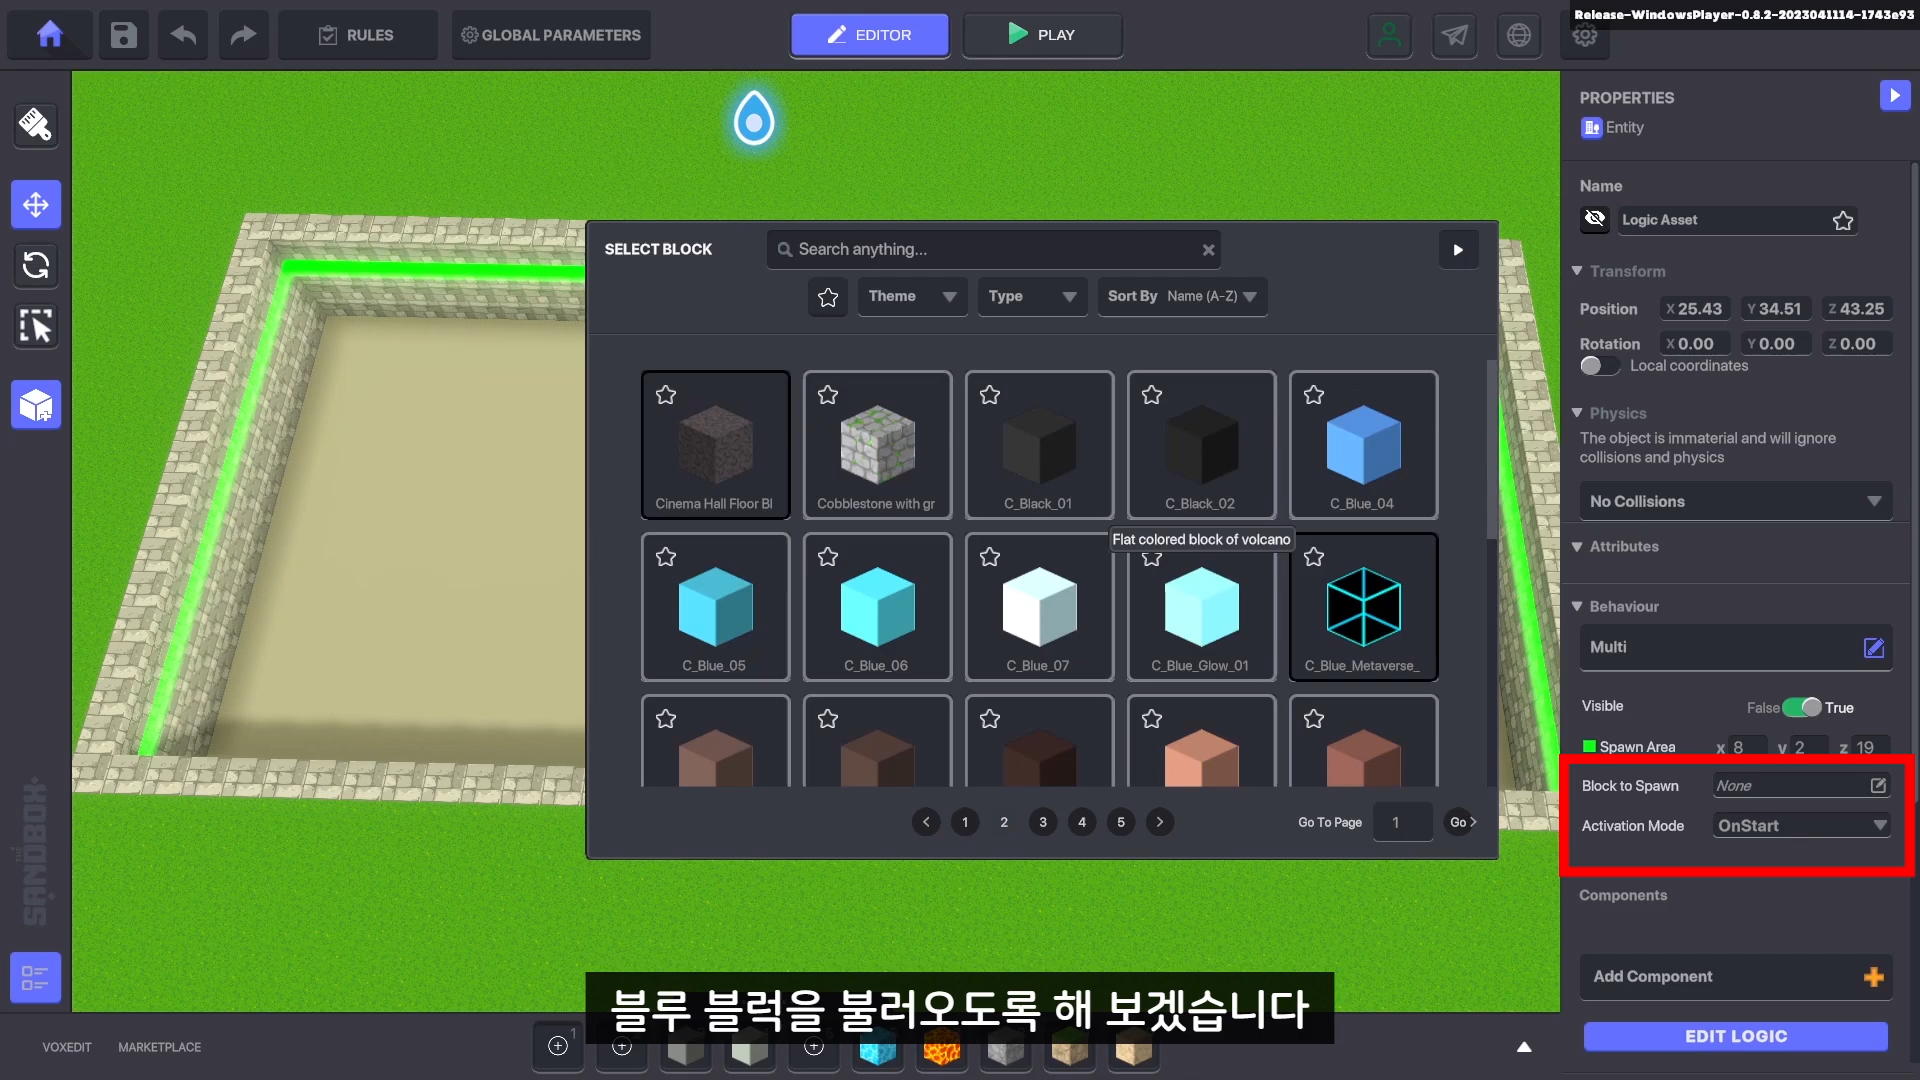 RULES
GLOBAL PARAMETERS
EDITOR
PLAY
Release-WindowsPlayer-0.8.2-2023041114-1743e93
PROPERTIES
Entity
Name
Logic Asset
Transform
Position X 25.43 Y 34.51 Z 43.25
Rotation X 0.00 Y 0.00 Z 0.00
Local coordinates
Physics
The object is immaterial and will ignore
collisions and physics
No Collisions
Attributes
Behaviour
Multi
Visible False True
Spawn Area x 8 y 2 z 19
Block to Spawn None
Activation Mode OnStart
Components
Add Component
EDIT LOGIC
SELECT BLOCK
Search anything...
Theme
Type
Sort By Name (A-Z)
Cinema Hall Floor Bl
Cobblestone with gr
C_Black_01
C_Black_02
C_Blue_04
Flat colored block of volcano
C_Blue_05
C_Blue_06
C_Blue_07
C_Blue_Glow_01
C_Blue_Metaverse_
< 1 2 3 4 5 >
Go To Page 1 Go >
THE SANDBOX
블루 블럭을 불러오도록 해 보겠습니다
VOXEDIT
MARKETPLACE
1